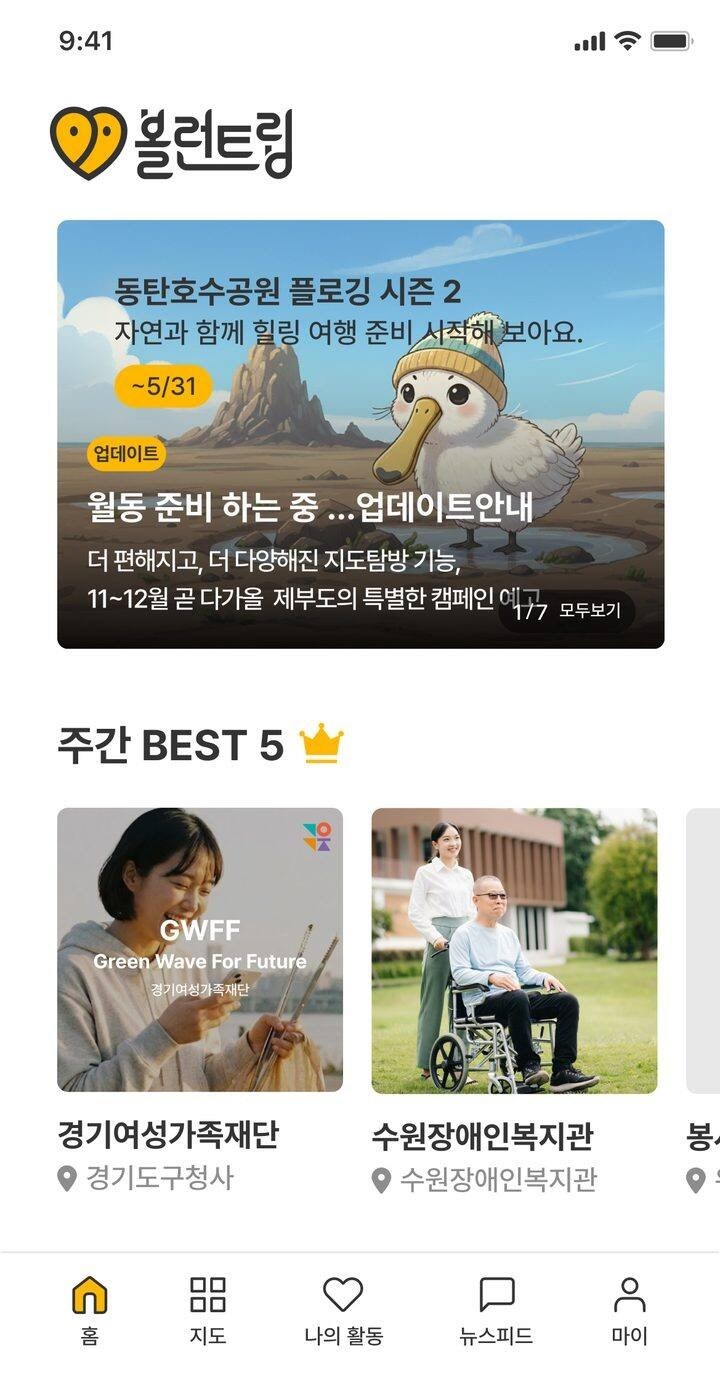 9:41
볼런트립
동탄호수공원 플로깅 시즌 2
자연과 함께 힐링 여행 준비 시작해 보아요.
~5/31
업데이트
월동 준비 하는 중 ...업데이트안내
더 편해지고, 더 다양해진 지도탐방 기능,
11~12월 곧 다가올 제부도의 특별한 캠페인 예고
1/7 모두보기
주간 BEST 5
GWFF
Green Wave For Future
경기여성가족재단
경기여성가족재단
경기도구청사
수원장애인복지관
수원장애인복지관
홈
지도
나의 활동
뉴스피드
마이